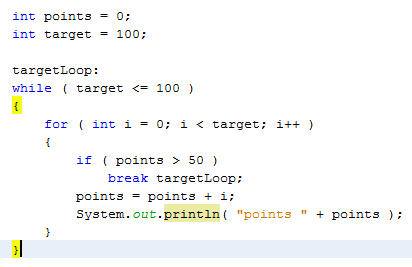 int points = 0;
int target = 100;
targetLoop:
while ( target <= 100 )
{
for ( int i = 0; i < target; i++ )
{
if ( points > 50 )
break targetLoop;
points = points + i;
System.out.println( "points " + points );
}
}